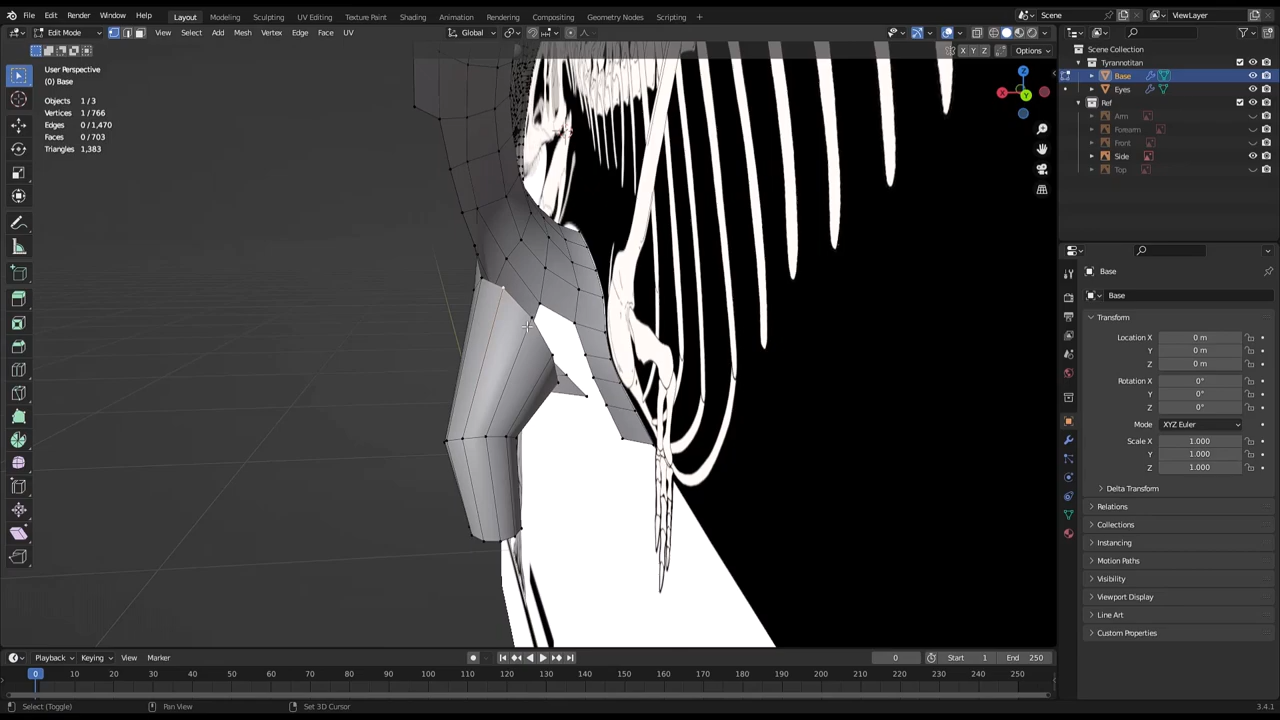 File Edit Render Window Help Layout Modeling Sculpting UV Editing Texture Paint Shading Animation Rendering Compositing Geometry Nodes Scripting + Scene ViewLayer
Edit Mode View Select Add Mesh Vertex Edge Face UV Global
X Y Z Options
User Perspective
(0) Base
Objects 1 / 3
Vertices 1 / 766
Edges 0 / 1,470
Faces 0 / 703
Triangles 1,383
X
Y
Z
Scene Collection
Tyrannotitan
Base
Eyes
Ref
Arm
Forearm
Front
Side
Top
Base
Base
Transform
Location X 0 m
Y 0 m
Z 0 m
Rotation X 0°
Y 0°
Z 0°
Mode XYZ Euler
Scale X 1.000
Y 1.000
Z 1.000
Delta Transform
Relations
Collections
Instancing
Motion Paths
Visibility
Viewport Display
Line Art
Custom Properties
Playback Keying View Marker 0 Start 1 End 250
0 10 20 30 40 50 60 70 80 90 100 110 120 130 140 150 160 170 180 190 200 210 220 230 240 250
Select (Toggle) Pan View Set 3D Cursor 3.4.1